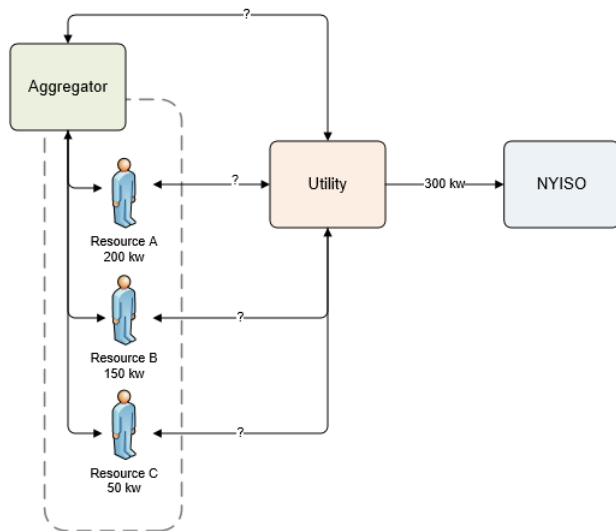 ?
Aggregator
?
Utility
300 kw
NYISO
Resource A
200 kw
?
Resource B
150 kw
?
Resource C
50 kw